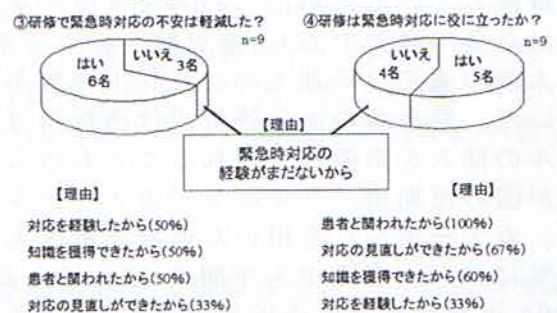 ③研修で緊急時対応の不安は軽減した？
n=9
はい
6名
いいえ
3名
④研修は緊急時対応に役に立ったか？
n=9
いいえ
4名
はい
5名
【理由】
緊急時対応の
経験がまだないから
【理由】
対応を経験したから(50%)
知識を獲得できたから(50%)
患者と関われたから(50%)
対応の見直しができたから(33%)
【理由】
患者と関われたから(100%)
対応の見直しができたから(67%)
知識を獲得できたから(60%)
対応を経験したから(33%)